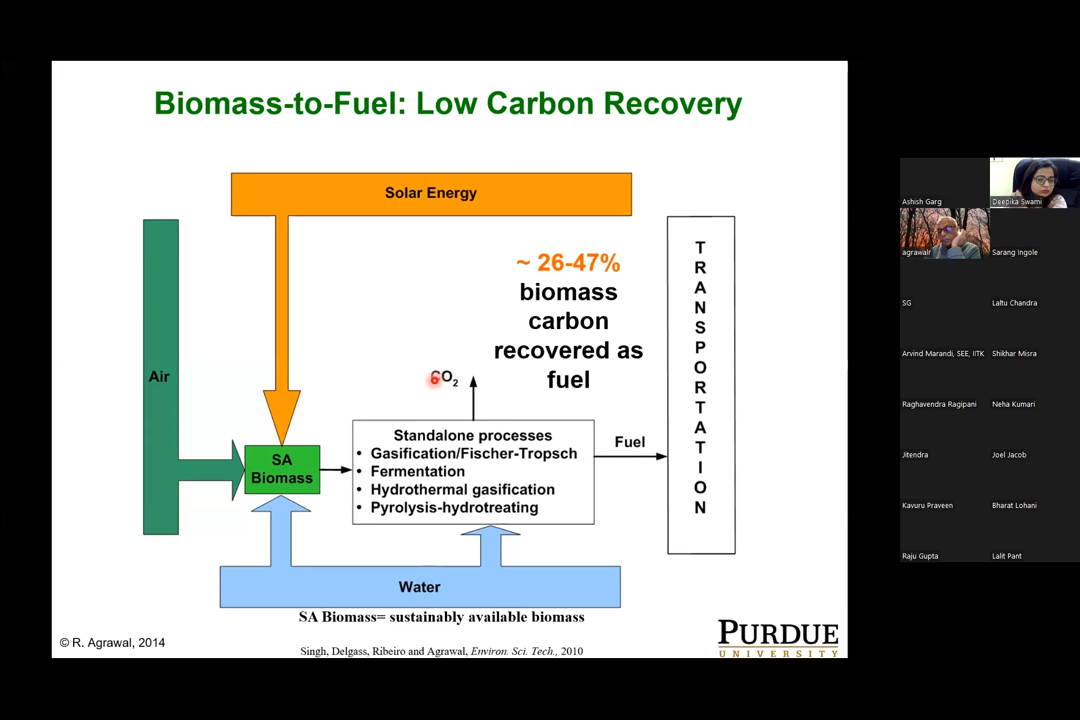 Biomass-to-Fuel: Low Carbon Recovery
Solar Energy
Air
~ 26-47%
biomass
carbon
recovered as
fuel
CO₂
SA
Biomass
Standalone processes
• Gasification/Fischer-Tropsch
• Fermentation
• Hydrothermal gasification
• Pyrolysis-hydrotreating
Fuel
TRANSPORTATION
Water
SA Biomass= sustainably available biomass
© R. Agrawal, 2014
Singh, Delgass, Ribeiro and Agrawal, Environ. Sci. Tech., 2010
PURDUE
UNIVERSITY
Ashish Garg
Deepika Swami
agrawalr
Sarang Ingole
SG
Laltu Chandra
Arvind Marandi, SEE, IITK
Shikhar Misra
Raghavendra Ragipani
Neha Kumari
Jitendra
Joel Jacob
Kavuru Praveen
Bharat Lohani
Raju Gupta
Lalit Pant